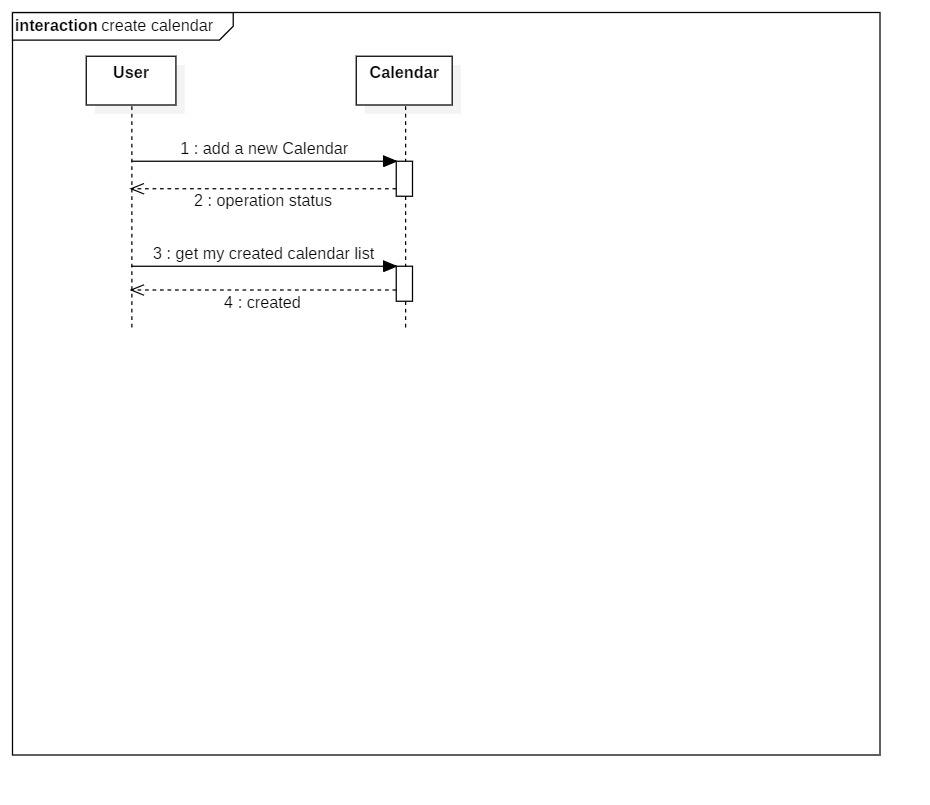 interaction create calendar
User
Calendar
1 : add a new Calendar
2 : operation status
3 : get my created calendar list
4 : created